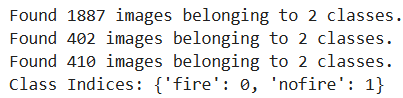 Found 1887 images belonging to 2 classes.
Found 402 images belonging to 2 classes.
Found 410 images belonging to 2 classes.
Class Indices: {'fire': 0, 'nofire': 1}